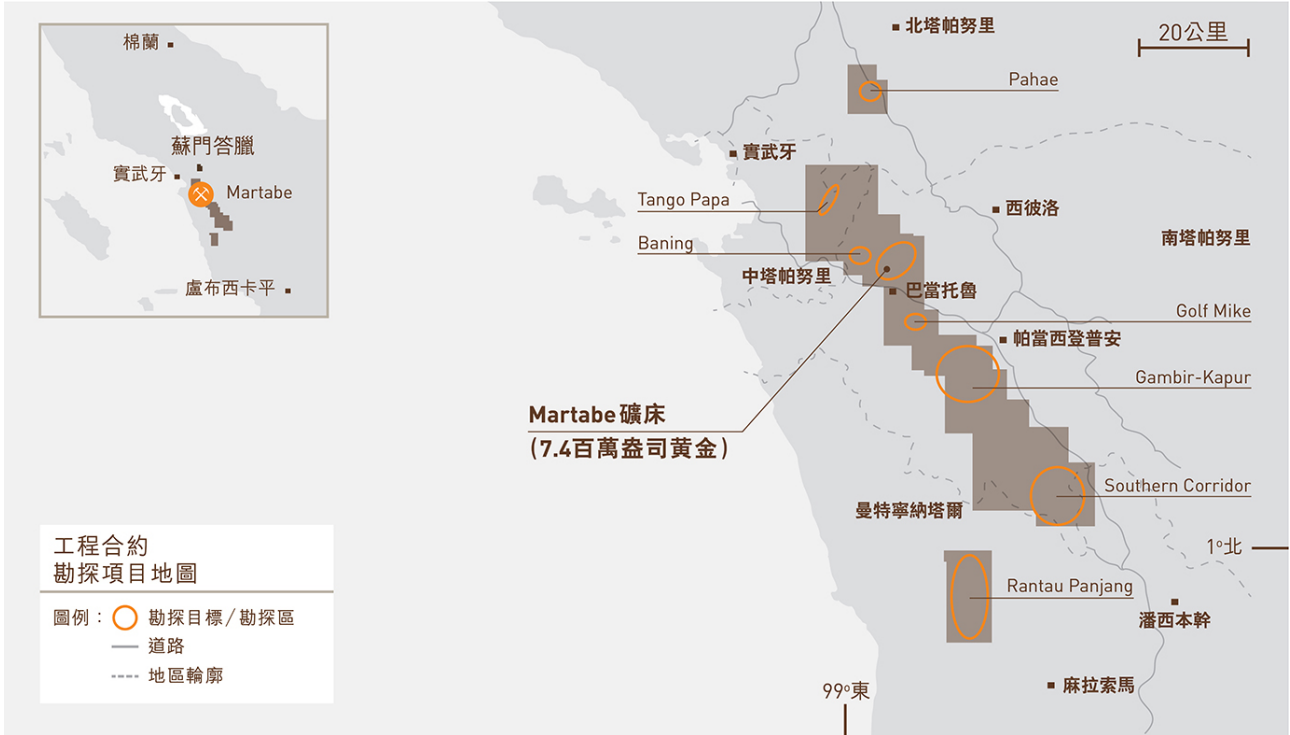 棉蘭
蘇門答臘
實武牙
Martabe
盧布西卡平
北塔帕努里
20公里
Pahae
實武牙
Tango Papa
西彼洛
南塔帕努里
Baning
中塔帕努里
巴當托魯
Golf Mike
帕當西登普安
Gambir-Kapur
Martabe礦床
(7.4百萬盎司黄金)
Southern Corridor
曼特寧納塔爾
1º北
Rantau Panjang
潘西本幹
麻拉索馬
99º東
工程合約
勘探項目地圖
圖例：
勘探目標/勘探區
道路
地區輪廓